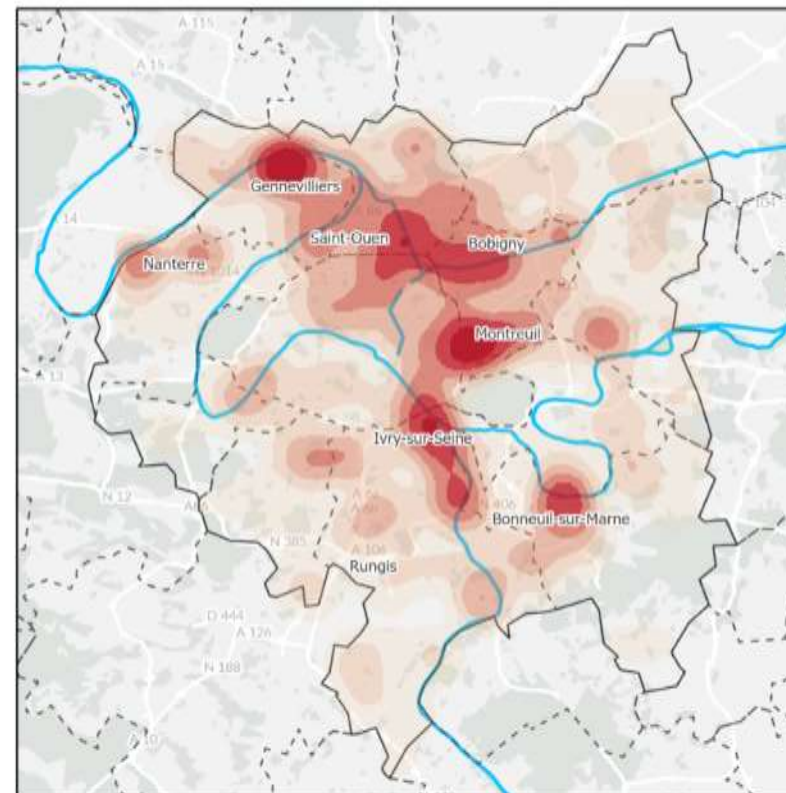 A 115
A 15
Gennevilliers
14
Saint-Ouen
Bobigny
Nanterre
Montreuil
A 13
Ivry-sur-Seine
N 12
N 406
Bonneuil-sur-Marne
N 385
A 106
Rungis
D 444
A 126
N 188
A 10